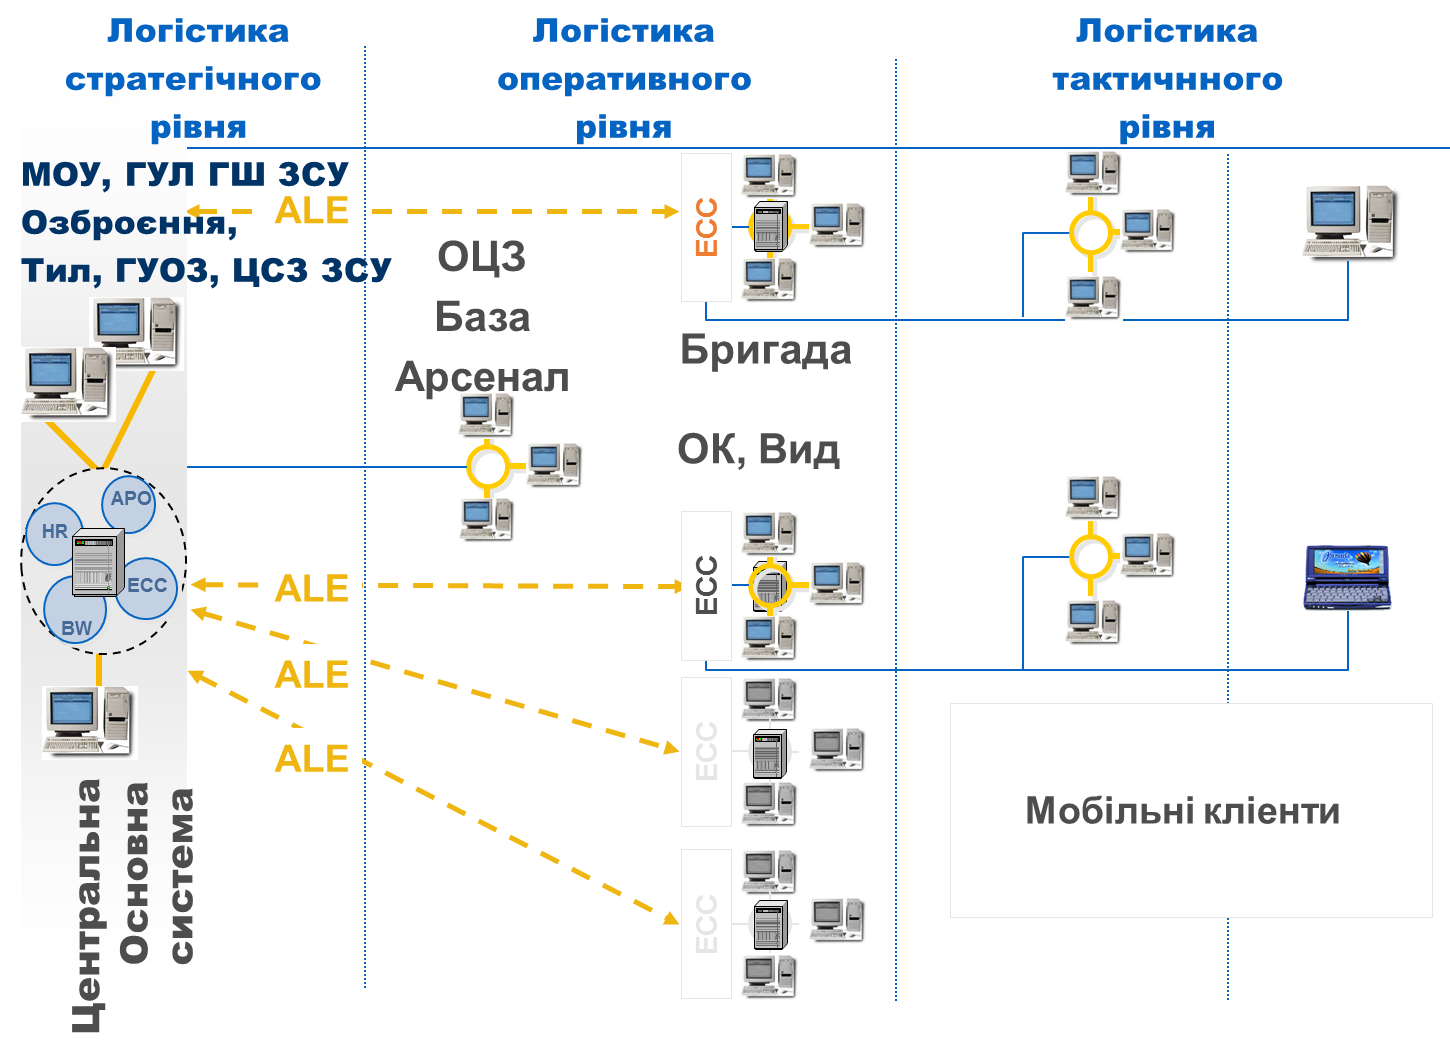 Логістика
стратегічного
рівня
Логістика
оперативного
рівня
Логістика
тактичнного
рівня
МОУ, ГУЛ ГШ ЗСУ
Озброєння,
Тил, ГУОЗ, ЦСЗ ЗСУ
ALE
ОЦЗ
База
Арсенал
ECC
Бригада
ОК, Вид
APO
HR
ECC
BW
ALE
ECC
ALE
ECC
ALE
ECC
Jornada
Мобільні клієнти
Центральна
Основна
система